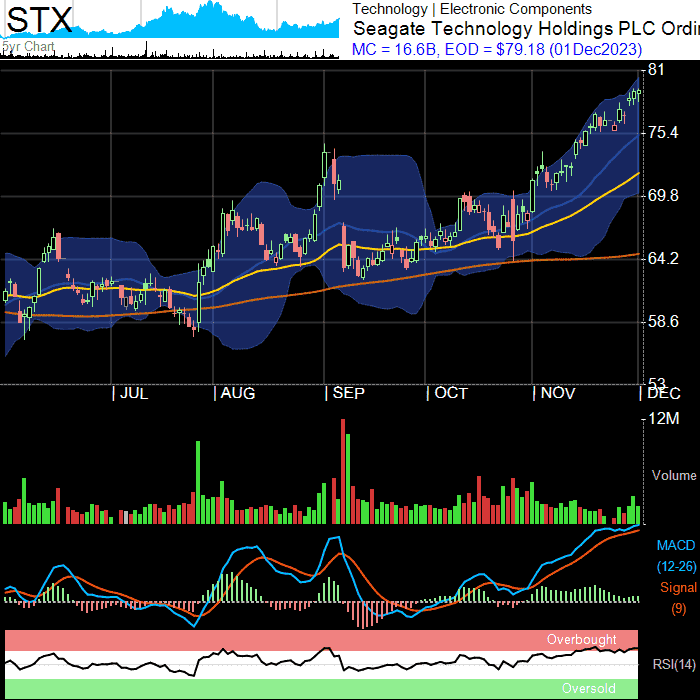 STX
Technology | Electronic Components
Seagate Technology Holdings PLC Ordi
5yr Chart
MC = 16.6B, EOD = $79.18 (01Dec2023)
81
75.4
69.8
64.2
58.6
53
JUL AUG SEP OCT NOV DEC
12M
Volume
MACD
(12-26)
Signal
(9)
Overbought
RSI(14)
Oversold